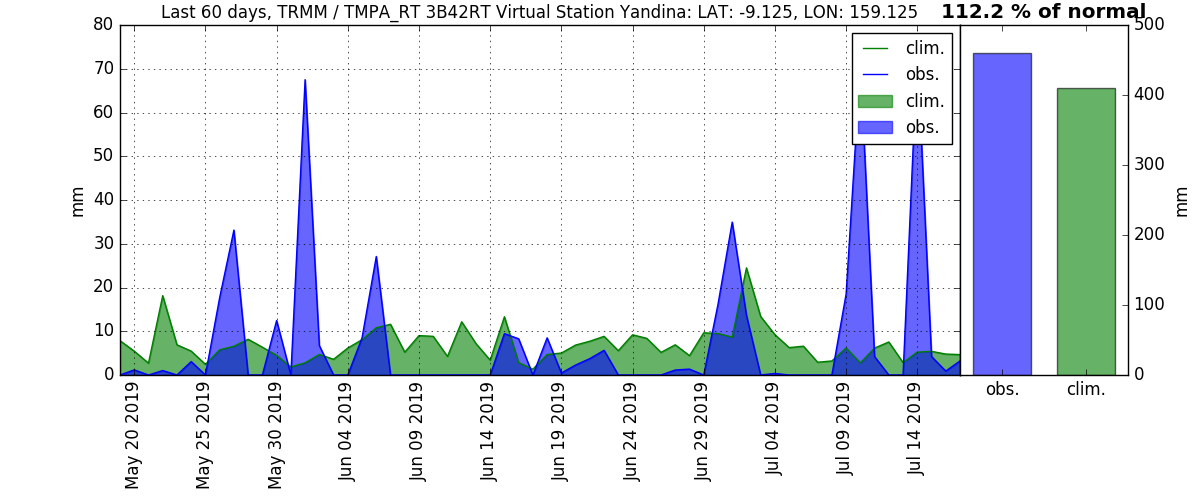 Last 60 days, TRMM / TMPA_RT 3B42RT Virtual Station Yandina: LAT: -9.125, LON: 159.125
112.2 % of normal
80
70
60
50
40
30
20
10
0
mm
clim.
obs.
clim.
obs.
May 20 2019
May 25 2019
May 30 2019
Jun 04 2019
Jun 09 2019
Jun 14 2019
Jun 19 2019
Jun 24 2019
Jun 29 2019
Jul 04 2019
Jul 09 2019
Jul 14 2019
500
400
300
200
100
0
mm
obs.
clim.